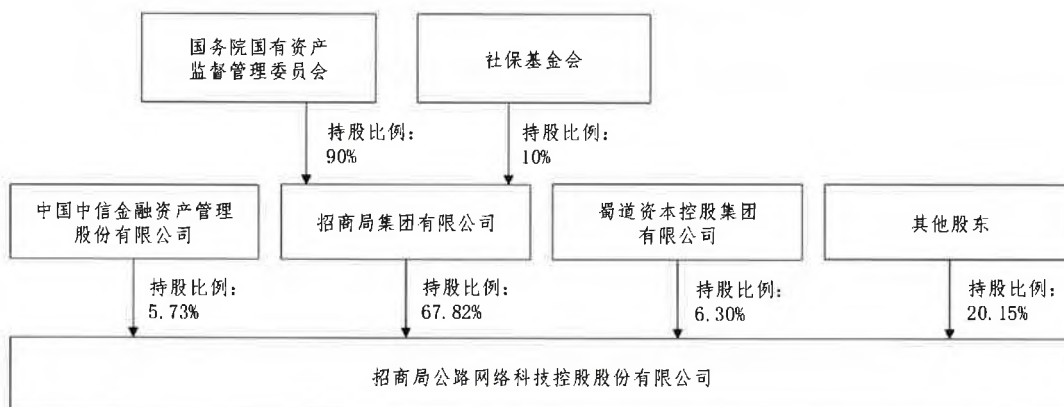 国务院国有资产
监督管理委员会
社保基金会
持股比例：
90%
持股比例：
10%
中国中信金融资产管理
股份有限公司
招商局集团有限公司
蜀道资本控股集团
有限公司
其他股东
持股比例：
5.73%
持股比例：
67.82%
持股比例：
6.30%
持股比例：
20.15%
招商局公路网络科技控股股份有限公司